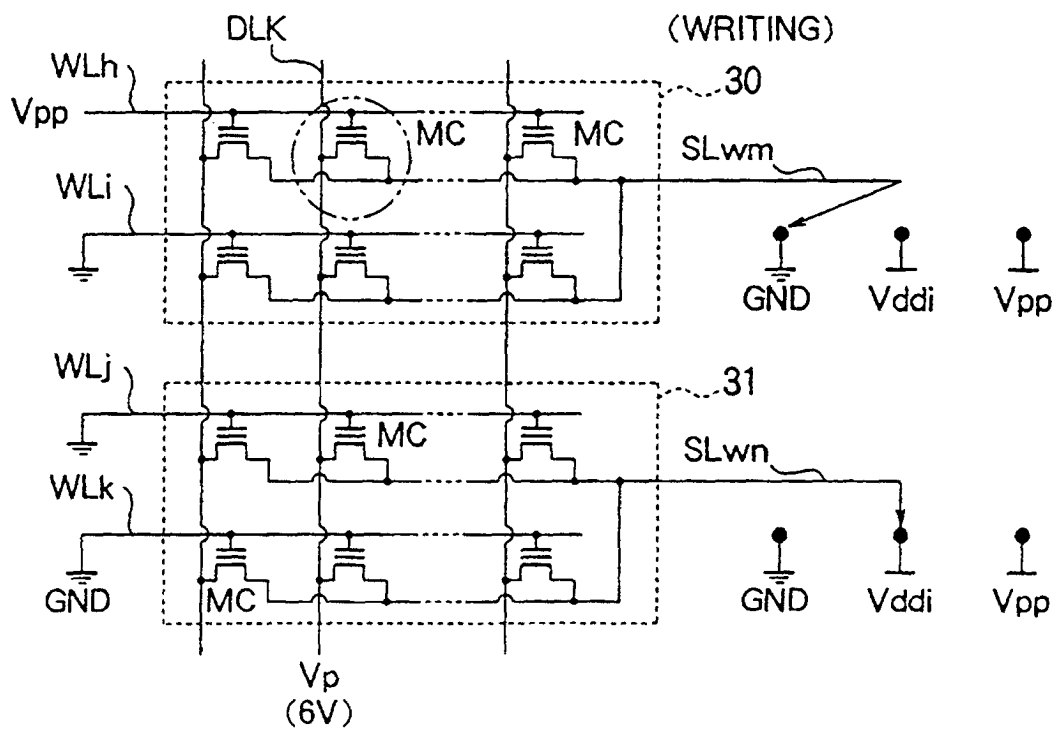 DLK (WRITING)
WLh
30
Vpp
MC MC
SLwm
WLi
GND Vddi Vpp
WLj
31
MC
SLwn
WLk
GND MC GND Vddi Vpp
Vp
(6V)